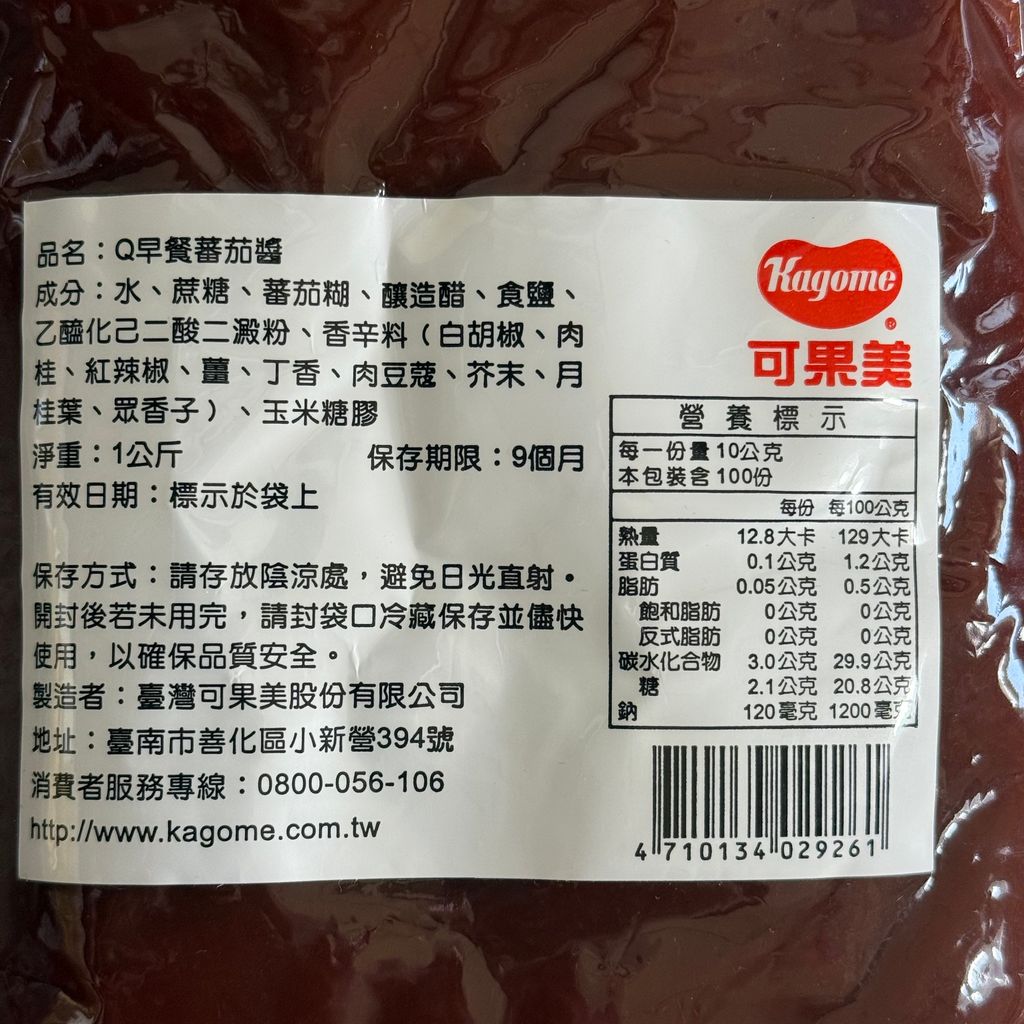 品名：Q早餐蕃茄醬
成分：水、蔗糖、蕃茄糊、釀造醋、食鹽、
乙醯化己二酸二澱粉、香辛料（白胡椒、肉
桂、紅辣椒、薑、丁香、肉豆蔻、芥末、月
桂葉、眾香子）、玉米糖膠
淨重：1公斤 保存期限：9個月
有效日期：標示於袋上
保存方式：請存放陰涼處，避免日光直射。
開封後若未用完，請封袋口冷藏保存並儘快
使用，以確保品質安全。
製造者：臺灣可果美股份有限公司
地址：臺南市善化區小新營394號
消費者服務專線：0800-056-106
http://www.kagome.com.tw
Kagome®
可果美
營養標示
每一份量10公克
本包裝含100份
每份 每100公克
熱量 12.8大卡 129大卡
蛋白質 0.1公克 1.2公克
脂肪 0.05公克 0.5公克
飽和脂肪 0公克 0公克
反式脂肪 0公克 0公克
碳水化合物 3.0公克 29.9公克
糖 2.1公克 20.8公克
鈉 120毫克 1200毫克
4 710134 029261